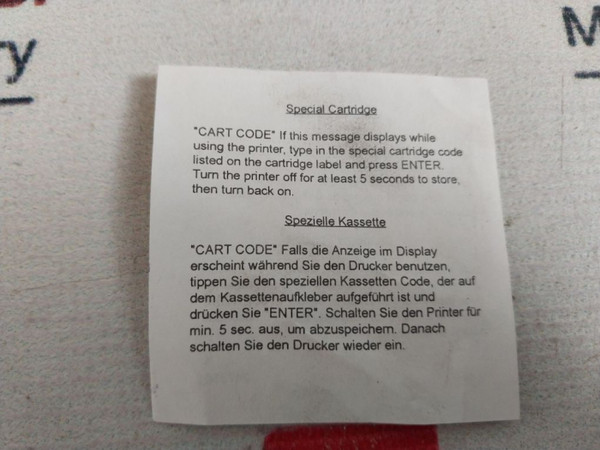 ry
M
Special Cartridge
"CART CODE" If this message displays while
using the printer, type in the special cartridge code
listed on the cartridge label and press ENTER.
Turn the printer off for at least 5 seconds to store,
then turn back on.
Spezielle Kassette
"CART CODE" Falls die Anzeige im Display
erscheint während Sie den Drucker benutzen,
tippen Sie den speziellen Kassetten Code, der auf
dem Kassettenaufkleber aufgeführt ist und
drücken Sie "ENTER". Schalten Sie den Printer für
min. 5 sec. aus, um abzuspeichern. Danach
schalten Sie den Drucker wieder ein.